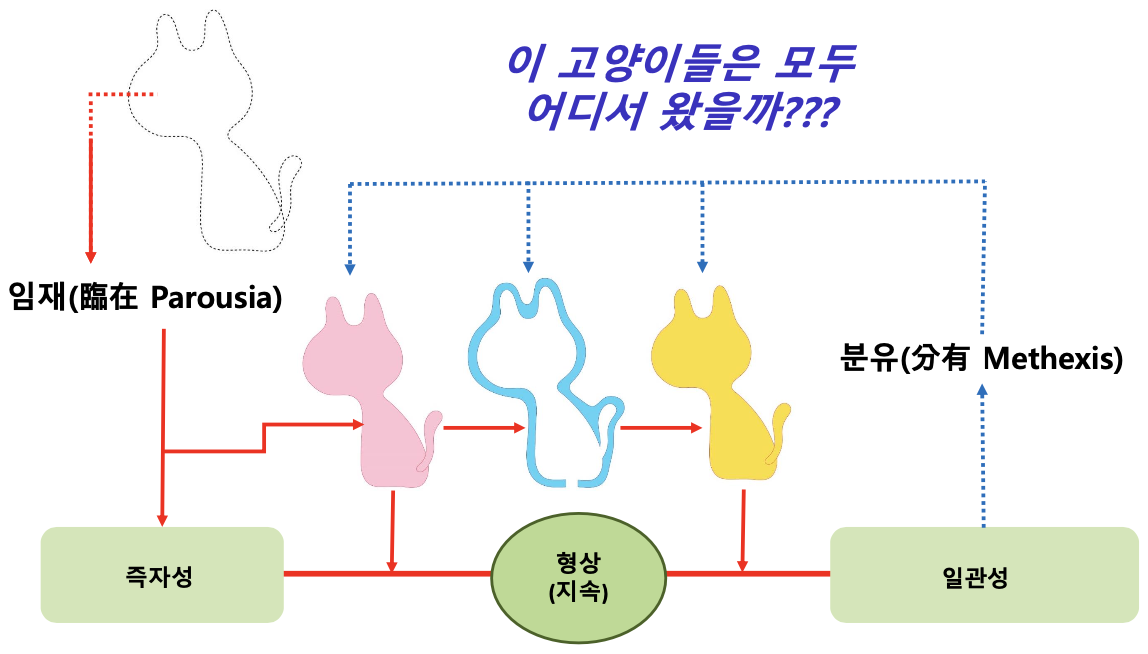 이 고양이들은 모두
어디서 왔을까???
임재(臨在 Parousia)
분유(分有 Methexis)
즉자성
형상
(지속)
일관성